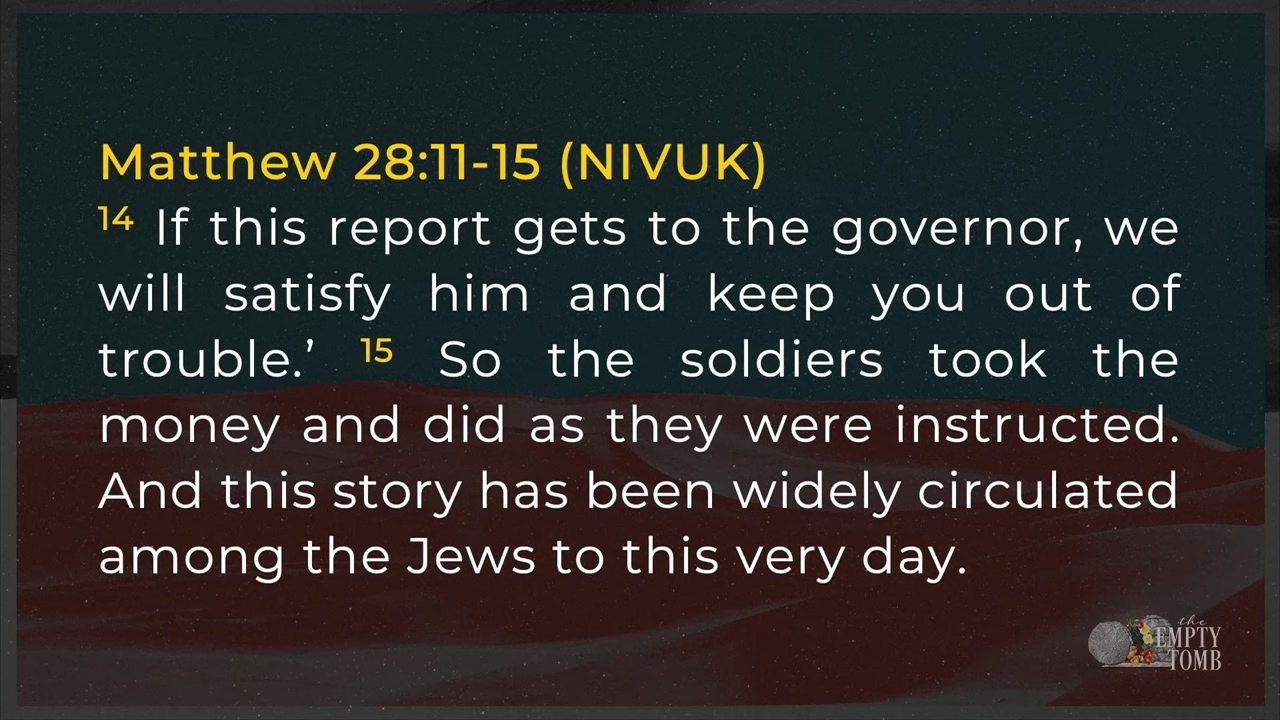 Matthew 28:11-15 (NIVUK)
14 If this report gets to the governor, we
will satisfy him and keep you out of
trouble.’ 15 So the soldiers took the
money and did as they were instructed.
And this story has been widely circulated
among the Jews to this very day.
the
EMPTY
TOMB